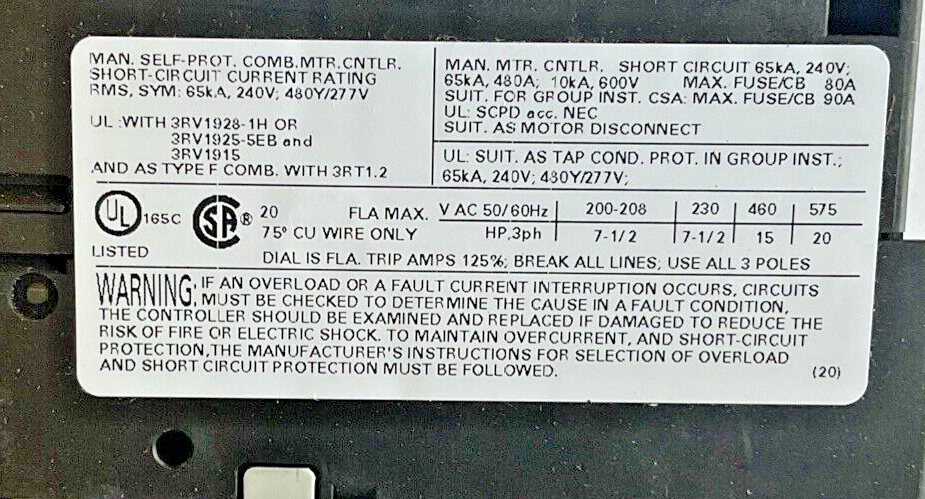 MAN. SELF-PROT. COMB.MTR.CNTLR.
SHORT-CIRCUIT CURRENT RATING
RMS, SYM: 65kA, 240V; 480Y/277V
UL :WITH 3RV1928-1H OR
3RV1925-5EB and
3RV1915
AND AS TYPE F COMB. WITH 3RT1.2
MAN. MTR. CNTLR. SHORT CIRCUIT 65kA, 240V;
65kA, 480A; 10kA, 600V MAX. FUSE/CB 80A
SUIT. FOR GROUP INST. CSA: MAX. FUSE/CB 90A
UL: SCPD acc. NEC
SUIT. AS MOTOR DISCONNECT
UL: SUIT. AS TAP COND. PROT. IN GROUP INST.;
65kA, 240V; 480Y/277V;
UL 165C SA ® 20 FLA MAX. V AC 50/60Hz 200-208 230 460 575
75° CU WIRE ONLY HP,3ph 7-1/2 7-1/2 15 20
LISTED DIAL IS FLA. TRIP AMPS 125%; BREAK ALL LINES; USE ALL 3 POLES
WARNING: IF AN OVERLOAD OR A FAULT CURRENT INTERRUPTION OCCURS, CIRCUITS
MUST BE CHECKED TO DETERMINE THE CAUSE IN A FAULT CONDITION,
THE CONTROLLER SHOULD BE EXAMINED AND REPLACED IF DAMAGED TO REDUCE THE
RISK OF FIRE OR ELECTRIC SHOCK. TO MAINTAIN OVERCURRENT, AND SHORT-CIRCUIT
PROTECTION,THE MANUFACTURER'S INSTRUCTIONS FOR SELECTION OF OVERLOAD
AND SHORT CIRCUIT PROTECTION MUST BE FOLLOWED. (20)